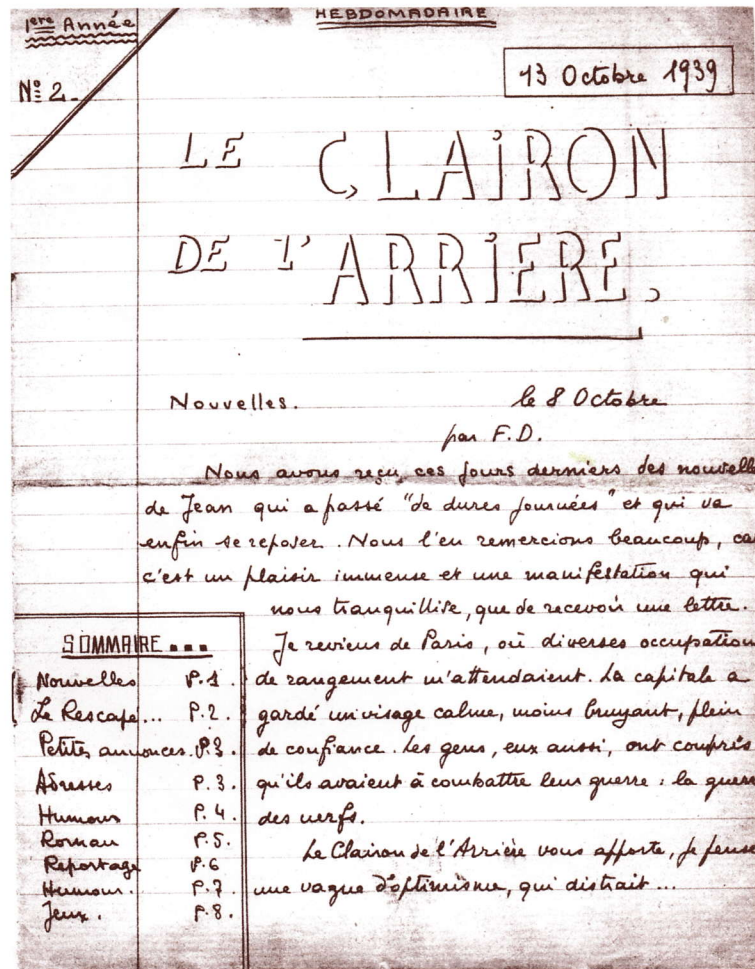 HEBDOMADAIRE
1ère Année
N° 2.
13 Octobre 1939
LE CLAIRON
DE L'ARRIERE.
Nouvelles. le 8 Octobre
par F.D.
Nous avons reçu ces jours derniers des nouvelle
de Jean qui a passé "de dures journées" et qui va
enfin se reposer. Nous l'en remercions beaucoup, ca
c'est un plaisir immense et une manifestation qui
nous tranquillise, que de recevoir une lettre.
Je reviens de Paris, où diverses occupation
de rangement m'attendaient. La capitale a
gardé un visage calme, moins bruyant, plein
de confiance. Les gens, eux aussi, ont compris
qu'ils avaient à combattre leur guerre : la guerr
des nerfs.
Le Clairon de l'Arrière vous apporte, je pense
une vague d'optimisme, qui distrait...
SOMMAIRE...
Nouvelles P.1.
Le Rescapé... P.2.
Petites annonces. P.3.
Adresses P.3.
Humour P.4.
Roman P.5.
Reportage P.6
Humour. P.7
Jeux. P.8.